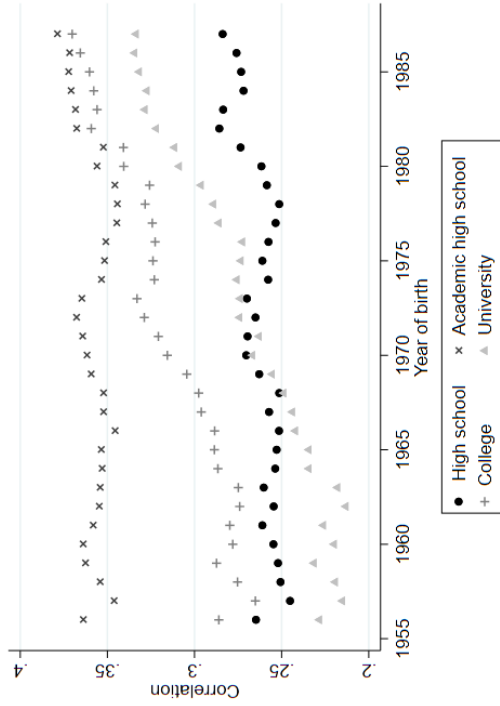 Correlation
.4
.35
.3
.25
.2
1955
1960
1965
1970
1975
1980
1985
Year of birth
High school
Academic high school
College
University